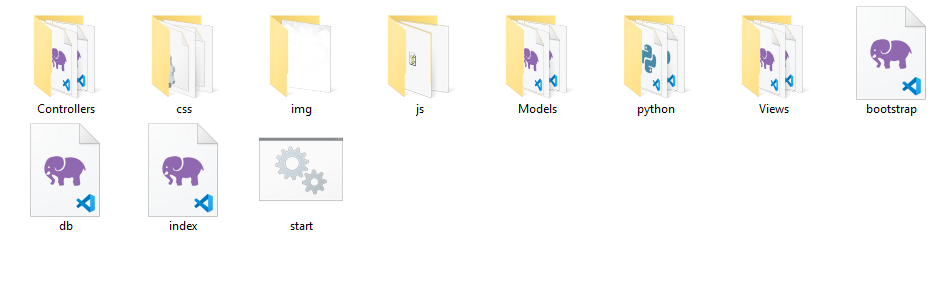 Controllers css img js Models python Views bootstrap
db index start